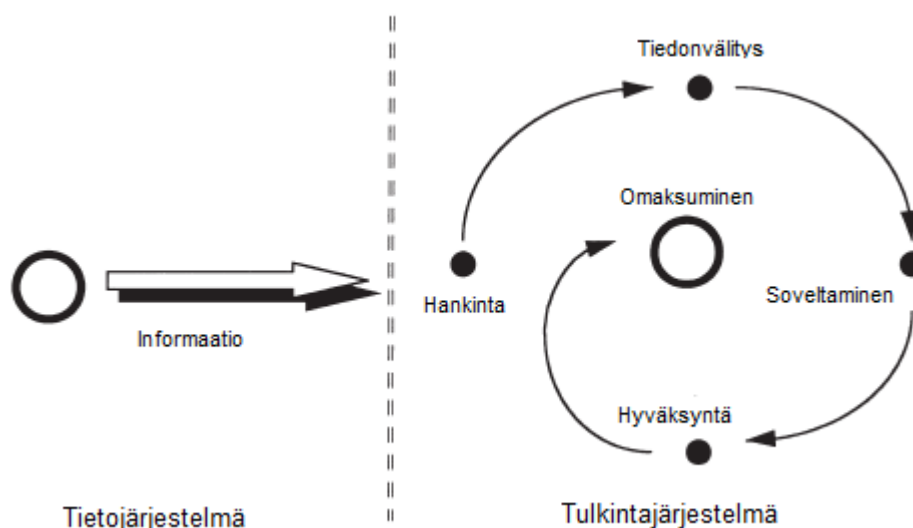 Tiedonvälitys
Omaksuminen
Hankinta
Soveltaminen
Informaatio
Hyväksyntä
Tietojärjestelmä
Tulkintajärjestelmä